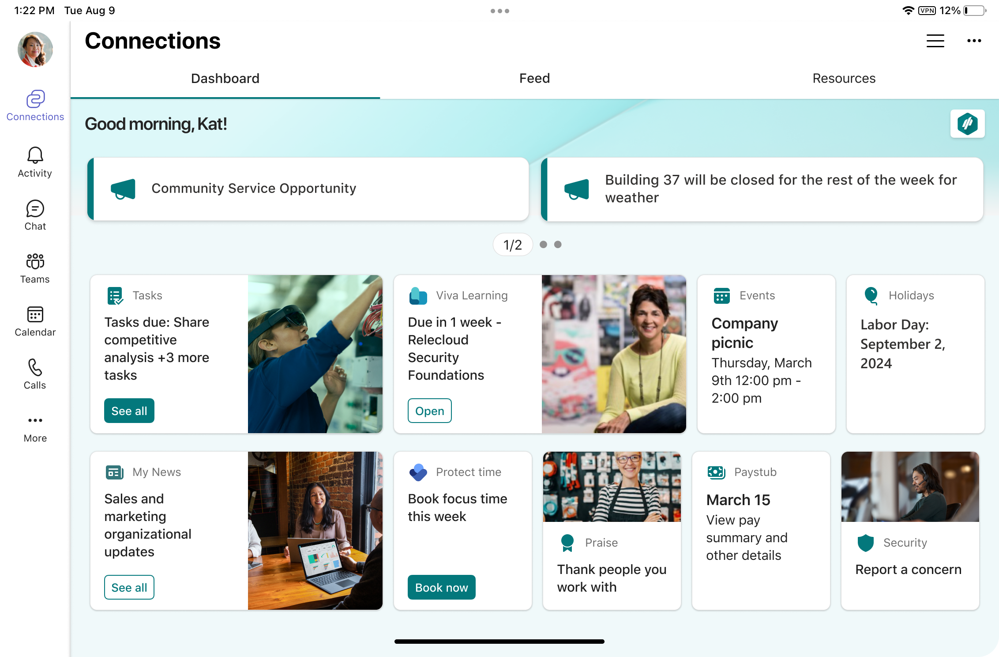 1:22 PM Tue Aug 9
VPN 12%
Connections
Dashboard
Feed
Resources
Connections
Activity
Chat
Teams
Calendar
Calls
More
Good morning, Kat!
Community Service Opportunity
Building 37 will be closed for the rest of the week for
weather
1/2
Tasks
Tasks due: Share
competitive
analysis +3 more
tasks
See all
Viva Learning
Due in 1 week -
Relecloud
Security
Foundations
Open
Events
Company
picnic
Thursday, March
9th 12:00 pm -
2:00 pm
Holidays
Labor Day:
September 2,
2024
My News
Sales and
marketing
organizational
updates
See all
Protect time
Book focus time
this week
Book now
Praise
Thank people you
work with
Paystub
March 15
View pay
summary and
other details
Security
Report a concern